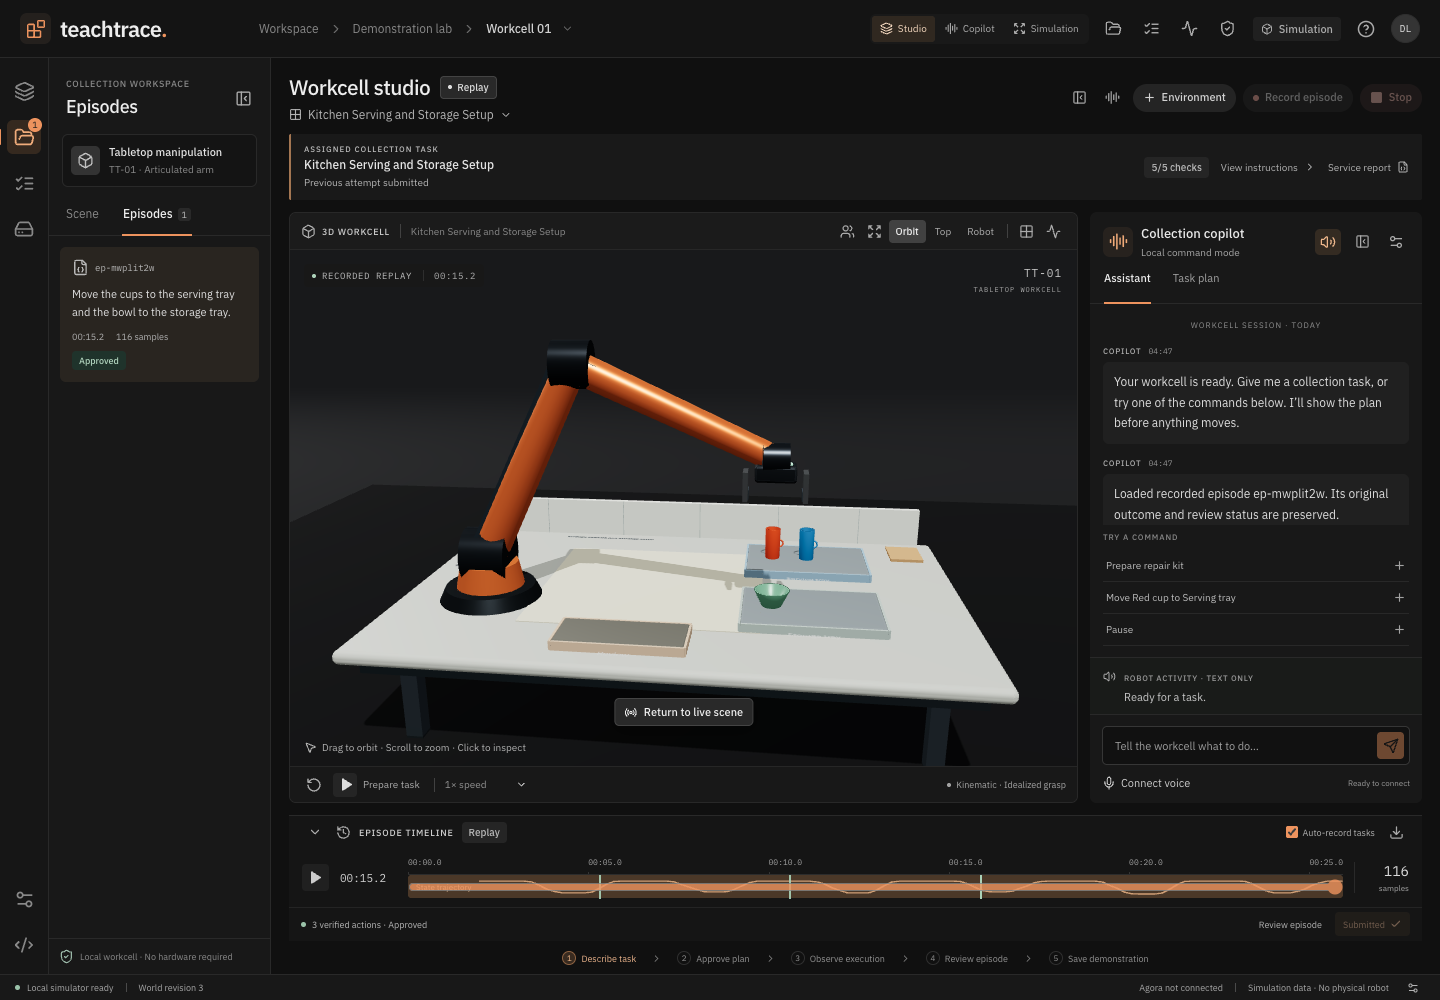 teachtrace.
Workspace
Demonstration lab
Workcell 01
Studio
Copilot
Simulation
Simulation
DL
1
COLLECTION WORKSPACE
Episodes
Tabletop manipulation
TT-01 · Articulated arm
Scene
Episodes 1
ep-mwplit2w
Move the cups to the serving tray
and the bowl to the storage tray.
00:15.2 116 samples
Approved
Local workcell · No hardware required
Workcell studio
Replay
Kitchen Serving and Storage Setup
Environment
Record episode
Stop
ASSIGNED COLLECTION TASK
Kitchen Serving and Storage Setup
Previous attempt submitted
5/5 checks
View instructions
Service report
3D WORKCELL
Kitchen Serving and Storage Setup
Orbit
Top
Robot
RECORDED REPLAY
00:15.2
TT-01
TABLETOP WORKCELL
Return to live scene
Drag to orbit · Scroll to zoom · Click to inspect
Prepare task
1× speed
Kinematic · Idealized grasp
Collection copilot
Local command mode
Assistant
Task plan
WORKCELL SESSION · TODAY
COPILOT 04:47
Your workcell is ready. Give me a collection task, or
try one of the commands below. I'll show the plan
before anything moves.
COPILOT 04:47
Loaded recorded episode ep-mwplit2w. Its original
outcome and review status are preserved.
TRY A COMMAND
Prepare repair kit
Move Red cup to Serving tray
Pause
ROBOT ACTIVITY · TEXT ONLY
Ready for a task.
Tell the workcell what to do...
Connect voice
Ready to connect
EPISODE TIMELINE
Replay
Auto-record tasks
00:15.2
00:00.0
00:05.0
00:10.0
00:15.0
00:20.0
00:25.0
State trajectory
116
samples
3 verified actions · Approved
Review episode
Submitted
1 Describe task
2 Approve plan
3 Observe execution
4 Review episode
5 Save demonstration
Local simulator ready
World revision 3
Agora not connected
Simulation data · No physical robot